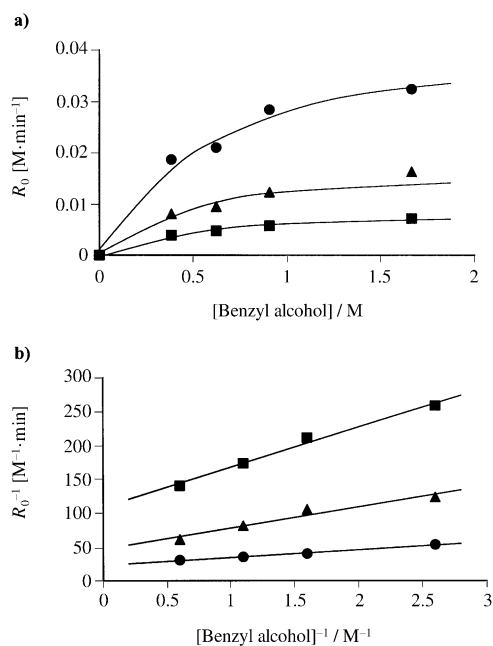 a)
0.04
0.03
0.02
0.01
0
R₀ [M·min⁻¹]
0 0.5 1 1.5 2
[Benzyl alcohol] / M
b)
300
250
200
150
100
50
0
R₀⁻¹ [M⁻¹·min]
0 0.5 1 1.5 2 2.5 3
[Benzyl alcohol]⁻¹ / M⁻¹